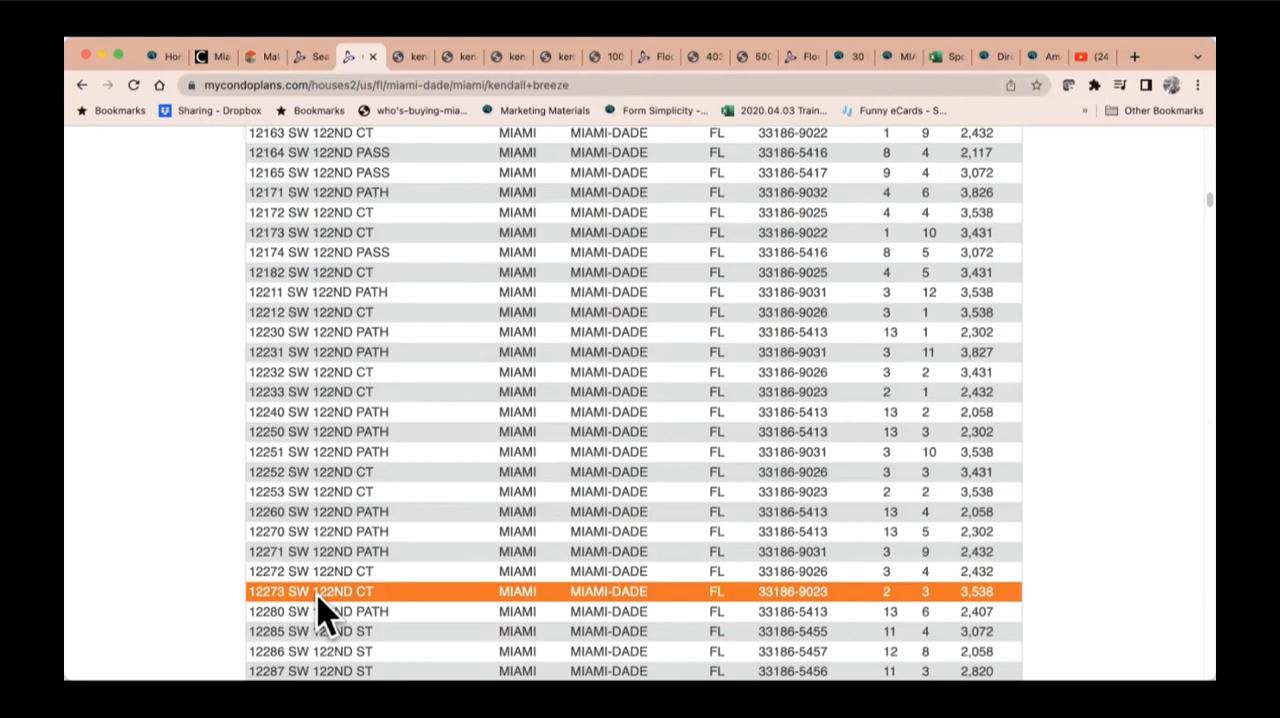 Hor
Mia
Mat
Sea
ken
ken
ken
ken
100
Floo
403
500
Flo
30
MIA
Spo
Dire
Am
(24
mycondoplans.com/houses2/us/fl/miami-dade/miami/kendall+breeze
Bookmarks Sharing - Dropbox Bookmarks who's-buying-mia... Marketing Materials Form Simplicity -... 2020.04.03 Train... Funny eCards - S... » Other Bookmarks
12163 SW 122ND CT MIAMI MIAMI-DADE FL 33186-9022 1 9 2,432
12164 SW 122ND PASS MIAMI MIAMI-DADE FL 33186-5416 8 4 2,117
12165 SW 122ND PASS MIAMI MIAMI-DADE FL 33186-5417 9 4 3,072
12171 SW 122ND PATH MIAMI MIAMI-DADE FL 33186-9032 4 6 3,826
12172 SW 122ND CT MIAMI MIAMI-DADE FL 33186-9025 4 4 3,538
12173 SW 122ND CT MIAMI MIAMI-DADE FL 33186-9022 1 10 3,431
12174 SW 122ND PASS MIAMI MIAMI-DADE FL 33186-5416 8 5 3,072
12182 SW 122ND CT MIAMI MIAMI-DADE FL 33186-9025 4 5 3,431
12211 SW 122ND PATH MIAMI MIAMI-DADE FL 33186-9031 3 12 3,538
12212 SW 122ND CT MIAMI MIAMI-DADE FL 33186-9026 3 1 3,538
12230 SW 122ND PATH MIAMI MIAMI-DADE FL 33186-5413 13 1 2,302
12231 SW 122ND PATH MIAMI MIAMI-DADE FL 33186-9031 3 11 3,827
12232 SW 122ND CT MIAMI MIAMI-DADE FL 33186-9026 3 2 3,431
12233 SW 122ND CT MIAMI MIAMI-DADE FL 33186-9023 2 1 2,432
12240 SW 122ND PATH MIAMI MIAMI-DADE FL 33186-5413 13 2 2,058
12250 SW 122ND PATH MIAMI MIAMI-DADE FL 33186-5413 13 3 2,302
12251 SW 122ND PATH MIAMI MIAMI-DADE FL 33186-9031 3 10 3,538
12252 SW 122ND CT MIAMI MIAMI-DADE FL 33186-9026 3 3 3,431
12253 SW 122ND CT MIAMI MIAMI-DADE FL 33186-9023 2 2 3,538
12260 SW 122ND PATH MIAMI MIAMI-DADE FL 33186-5413 13 4 2,058
12270 SW 122ND PATH MIAMI MIAMI-DADE FL 33186-5413 13 5 2,302
12271 SW 122ND PATH MIAMI MIAMI-DADE FL 33186-9031 3 9 2,432
12272 SW 122ND CT MIAMI MIAMI-DADE FL 33186-9026 3 4 2,432
12273 SW 122ND CT MIAMI MIAMI-DADE FL 33186-9023 2 3 3,538
12280 SW 122ND PATH MIAMI MIAMI-DADE FL 33186-5413 13 6 2,407
12285 SW 122ND ST MIAMI MIAMI-DADE FL 33186-5455 11 4 3,072
12286 SW 122ND ST MIAMI MIAMI-DADE FL 33186-5457 12 8 2,058
12287 SW 122ND ST MIAMI MIAMI-DADE FL 33186-5456 11 3 2,820